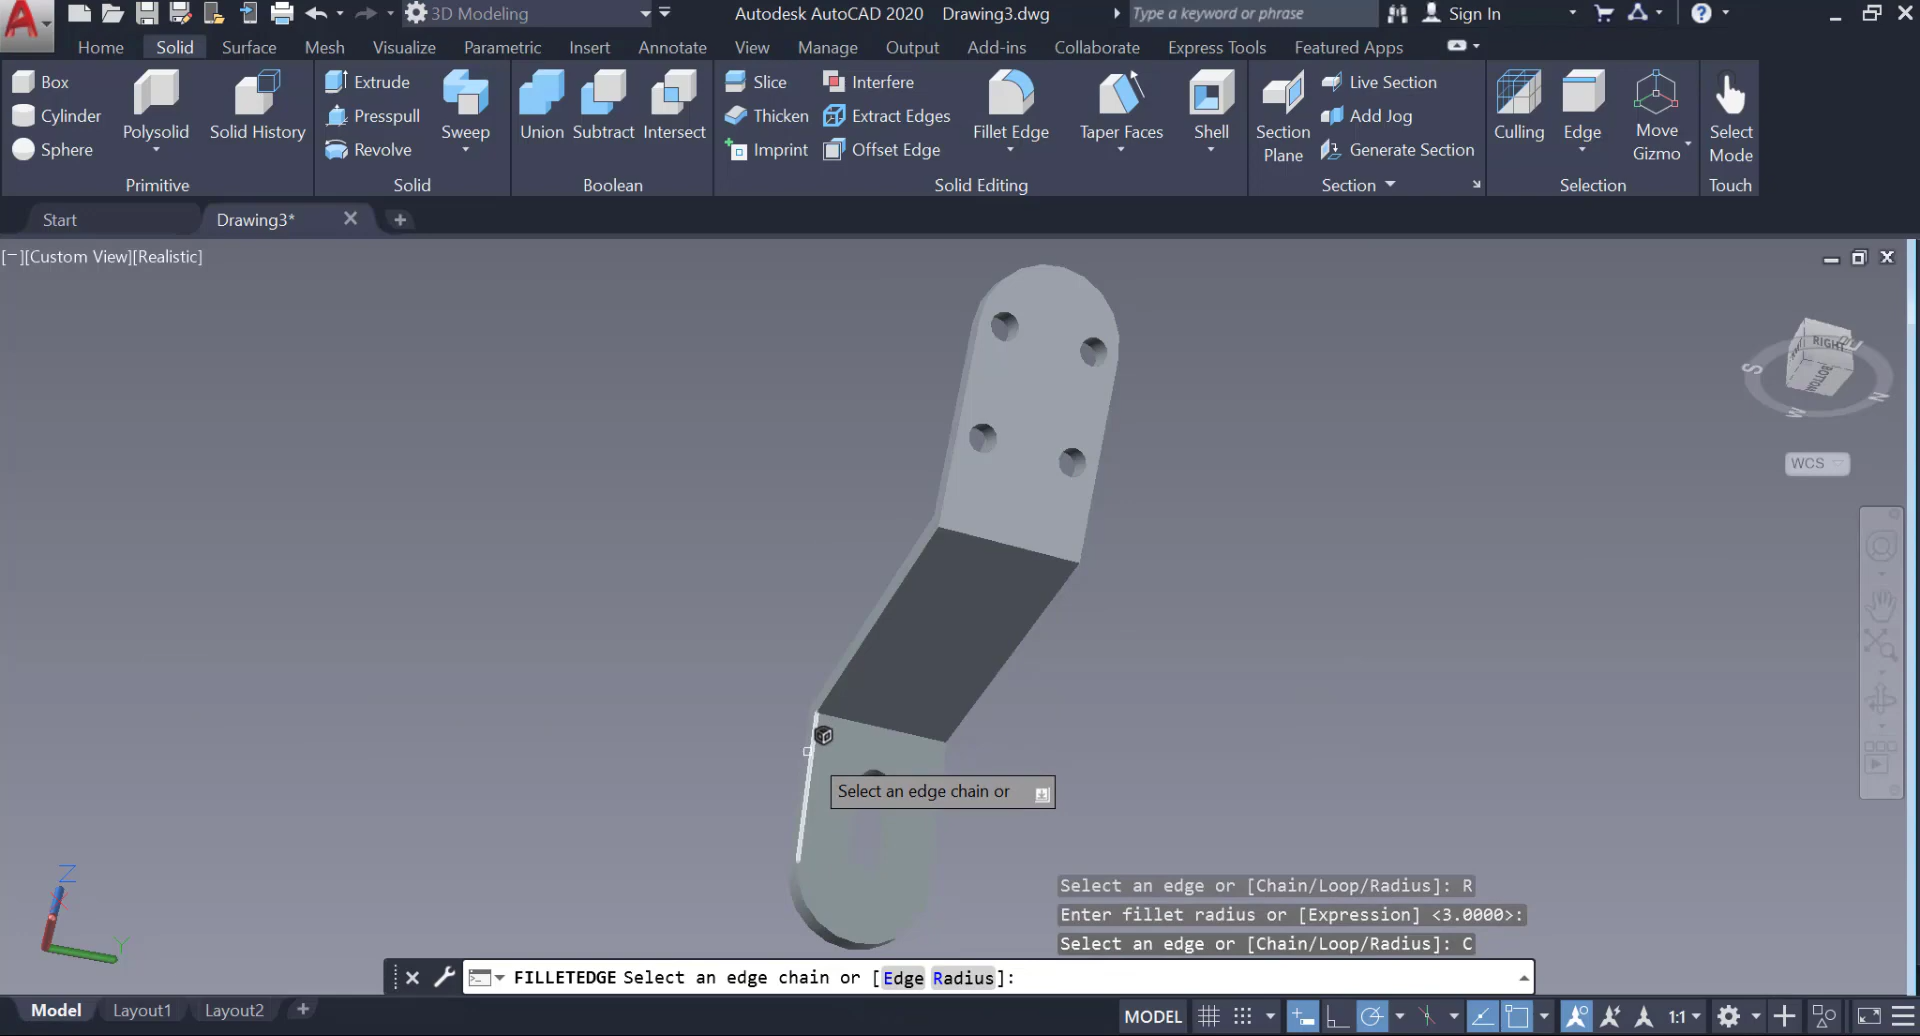 3D Modeling
Autodesk AutoCAD 2020 Drawing3.dwg
Type a keyword or phrase
Sign In
Home Solid Surface Mesh Visualize Parametric Insert Annotate View Manage Output Add-ins Collaborate Express Tools Featured Apps
Box
Cylinder
Sphere
Polysolid
Solid History
Primitive
Extrude
Presspull
Revolve
Sweep
Solid
Union
Subtract
Intersect
Boolean
Slice
Thicken
Imprint
Interfere
Extract Edges
Offset Edge
Fillet Edge
Taper Faces
Shell
Solid Editing
Section
Plane
Live Section
Add Jog
Generate Section
Section
Culling
Edge
Move
Gizmo
Selection
Select
Mode
Touch
Start
Drawing3*
[−][Custom View][Realistic]
RIGHT
BOTTOM
S
N
W
WCS
Select an edge chain or
Z
Y
Select an edge or [Chain/Loop/Radius]: R
Enter fillet radius or [Expression] <3.0000>:
Select an edge or [Chain/Loop/Radius]: C
FILLETEDGE Select an edge chain or [Edge Radius]:
Model Layout1 Layout2
MODEL
1:1